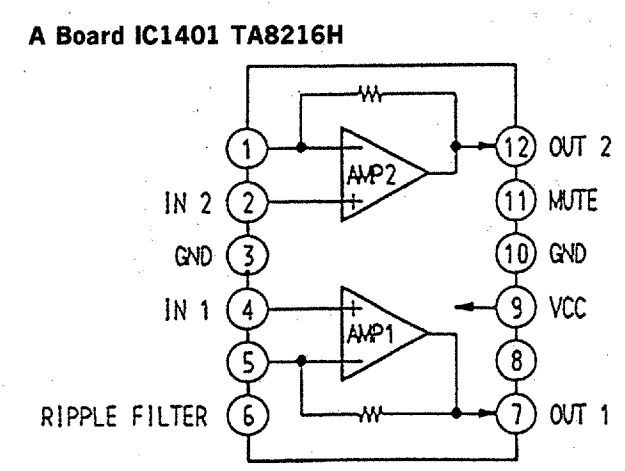 A Board IC1401 TA8216H
1
12 OUT 2
AMP2
IN 2 2
11 MUTE
GND 3
10 GND
IN 1 4
9 VCC
AMP1
5
8
RIPPLE FILTER 6
7 OUT 1